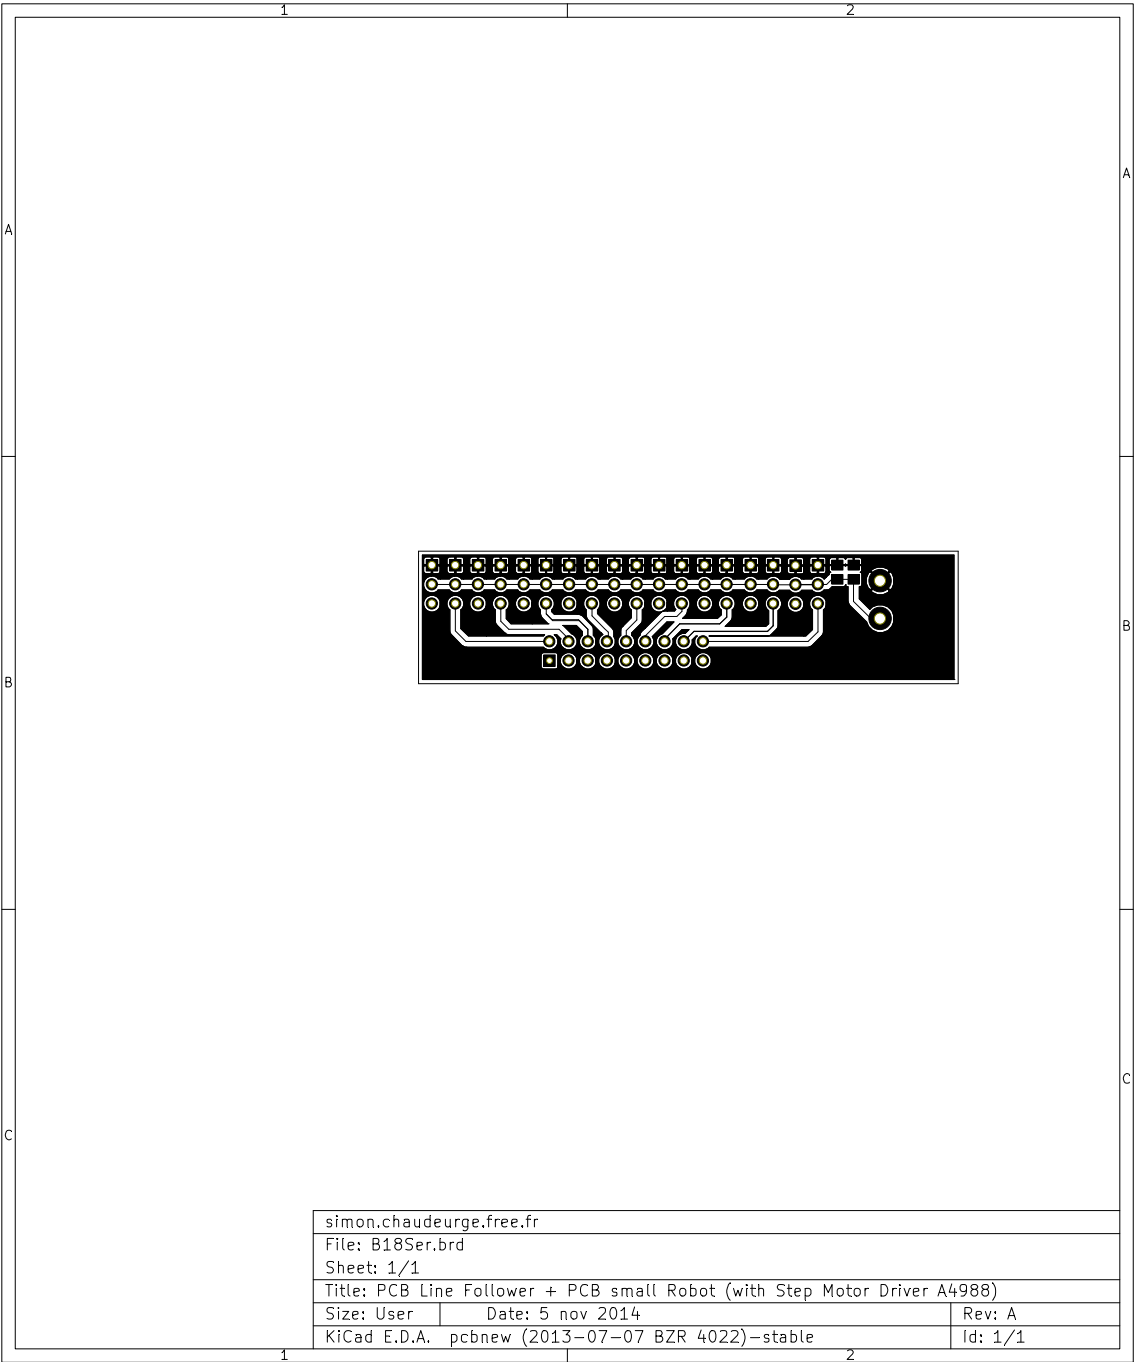 1 2
A
A
B
B
C
C
simon.chaudeurge.free.fr
File: B18Ser.brd
Sheet: 1/1
Title: PCB Line Follower + PCB small Robot (with Step Motor Driver A4988)
Size: User Date: 5 nov 2014 Rev: A
KiCad E.D.A. pcbnew (2013-07-07 BZR 4022)-stable Id: 1/1
1 2